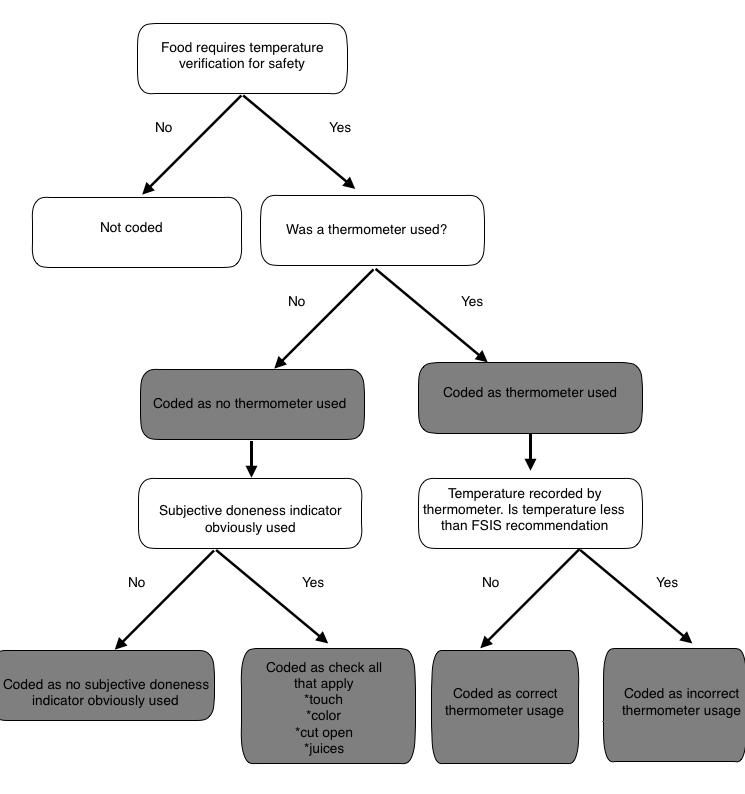 Food requires temperature
verification for safety
No
Yes
Not coded
Was a thermometer used?
No
Yes
Coded as no thermometer used
Coded as thermometer used
Subjective doneness indicator
obviously used
Temperature recorded by
thermometer. Is temperature less
than FSIS recommendation
No
Yes
No
Yes
Coded as no subjective doneness
indicator obviously used
Coded as check all
that apply
*touch
*color
*cut open
*juices
Coded as correct
thermometer usage
Coded as incorrect
thermometer usage